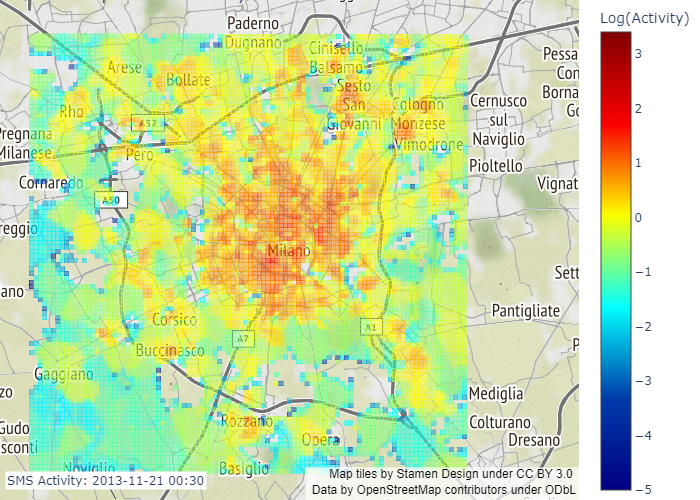 Log(Activity)
Paderno
Dugnano
Cinisello
Balsamo
Arese
Bollate
Sesto
San
Giovanni
Cologno
Monzese
Vimodrone
Pessa
Con
Borna
Go
Cernusco
sul
Naviglio
Rho
A52
Pregnana
Milanese
Pero
Pioltello
Cornaredo
A50
Vignat
reggio
Milano
Sett
ano
Corsico
A7
A1
Pantigliate
Buccinasco
P
Gaggiano
zo
Mediglia
Rozzano
Opera
Colturano
Dresano
Gudo
sconti
Noviglio
Basiglio
3
2
1
0
−1
−2
−3
−4
−5
SMS Activity: 2013-11-21 00:30
Map tiles by Stamen Design under CC BY 3.0
Data by OpenStreetMap contributors under ODbL